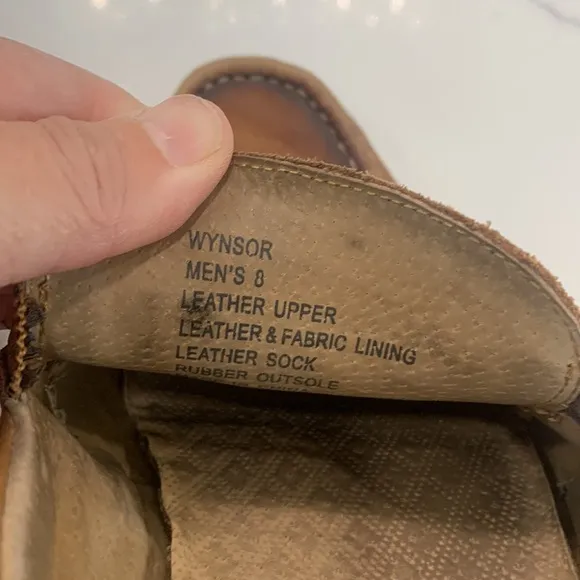 WYNSOR
MEN'S 8
LEATHER UPPER
LEATHER & FABRIC LINING
LEATHER SOCK
RUBBER OUTSOLE